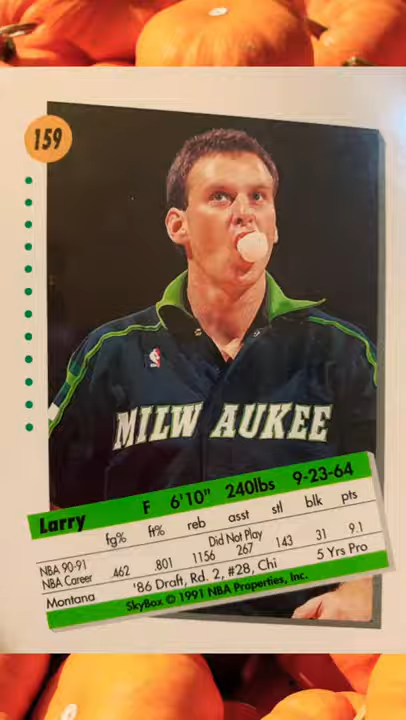 159
MILWAUKEE
Larry F 6'10" 240lbs 9-23-64
fg% ft% reb asst stl blk pts
NBA 90-91 Did Not Play
NBA Career .462 .801 1156 267 143 31 9.1
Montana '86 Draft, Rd. 2, #28, Chi 5 Yrs Pro
SkyBox © 1991 NBA Properties, Inc.